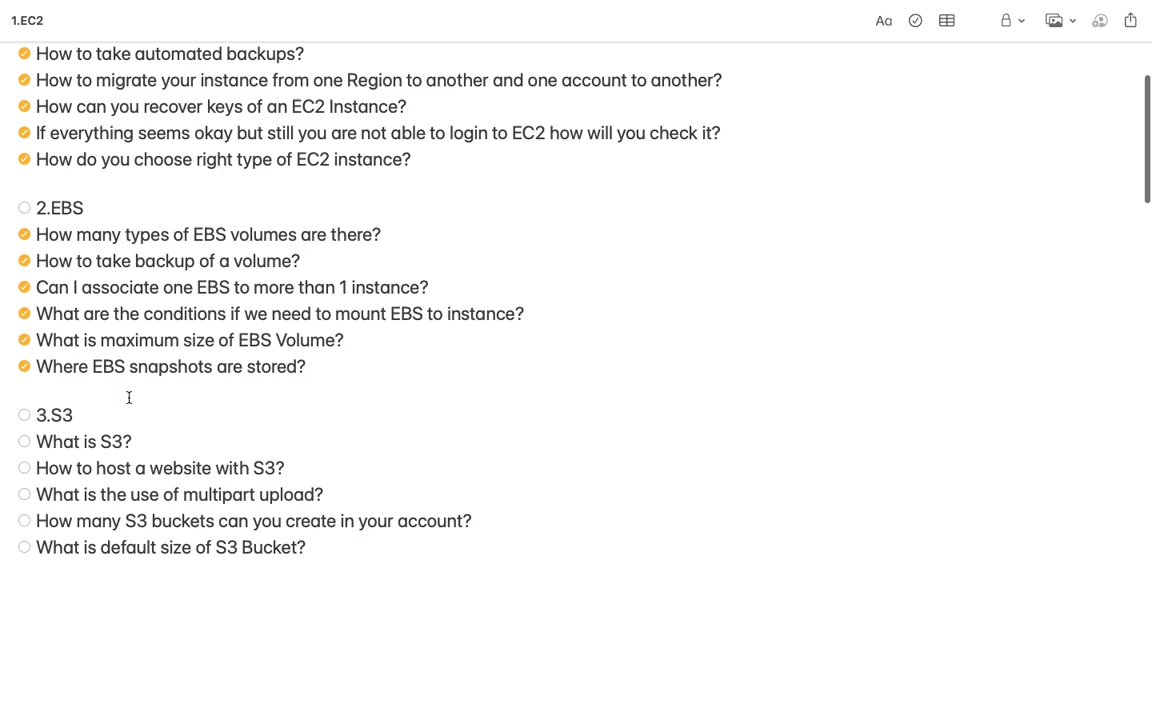 1.EC2
Aa
How to take automated backups?
How to migrate your instance from one Region to another and one account to another?
How can you recover keys of an EC2 Instance?
If everything seems okay but still you are not able to login to EC2 how will you check it?
How do you choose right type of EC2 instance?
2.EBS
How many types of EBS volumes are there?
How to take backup of a volume?
Can I associate one EBS to more than 1 instance?
What are the conditions if we need to mount EBS to instance?
What is maximum size of EBS Volume?
Where EBS snapshots are stored?
3.S3
What is S3?
How to host a website with S3?
What is the use of multipart upload?
How many S3 buckets can you create in your account?
What is default size of S3 Bucket?